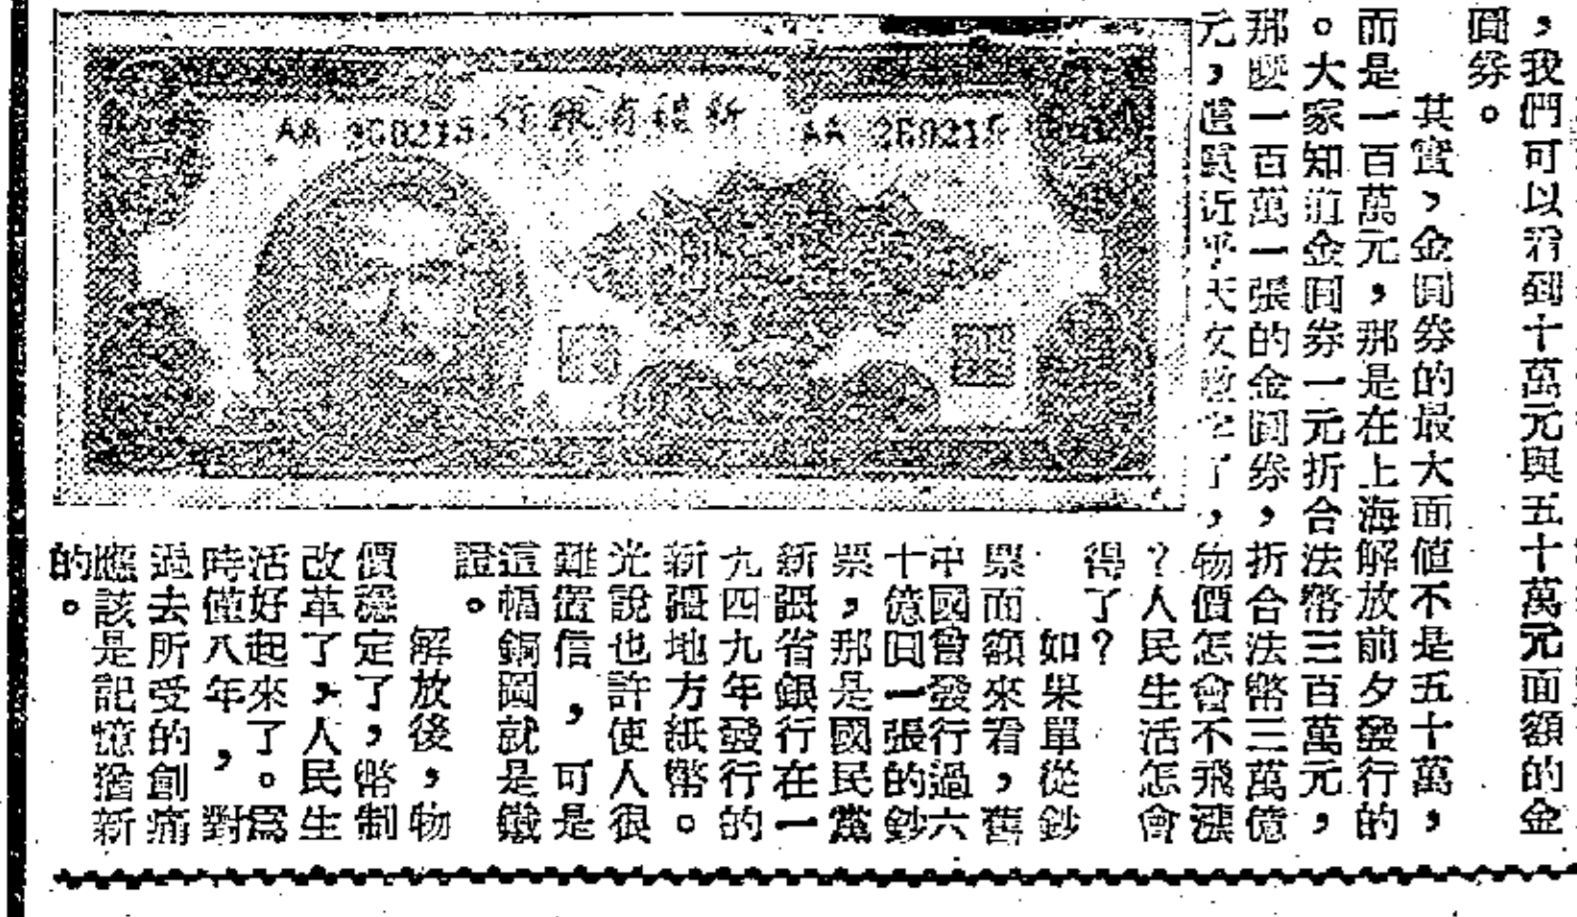 ，我們可以看到十萬元與五十萬元面額的金
圓券。
其實，金圓券的最大面値不是五十萬，
而是一百萬元，那是在上海解放前夕發行的
。大家知道金圓券一元折合法幣三百萬元，
那麼一百萬一張的金圓券，折合法幣三萬億
元，這眞近乎天文數字了，物價怎會不飛漲
？人民生活怎會
得了？
如果單從鈔
票面額來看，舊
中國曾發行過六
十億圓一張的鈔
票，那是國民黨
新疆省銀行在一
九四九年發行的
新疆地方紙幣。
光說也許使人很
難置信，可是
這幅銅圖就是鐵
證。
解放後，物
價穩定了，幣制
改革了，人民生
活好起來了。爲
時僅八年，對
過去所受的創痛
應該是記憶猶新
的。
行銀省疆新
AA 260215